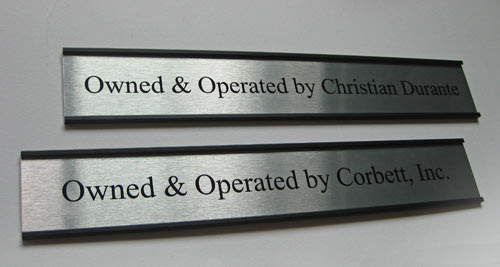 Owned & Operated by Christian Durante
Owned & Operated by Corbett, Inc.